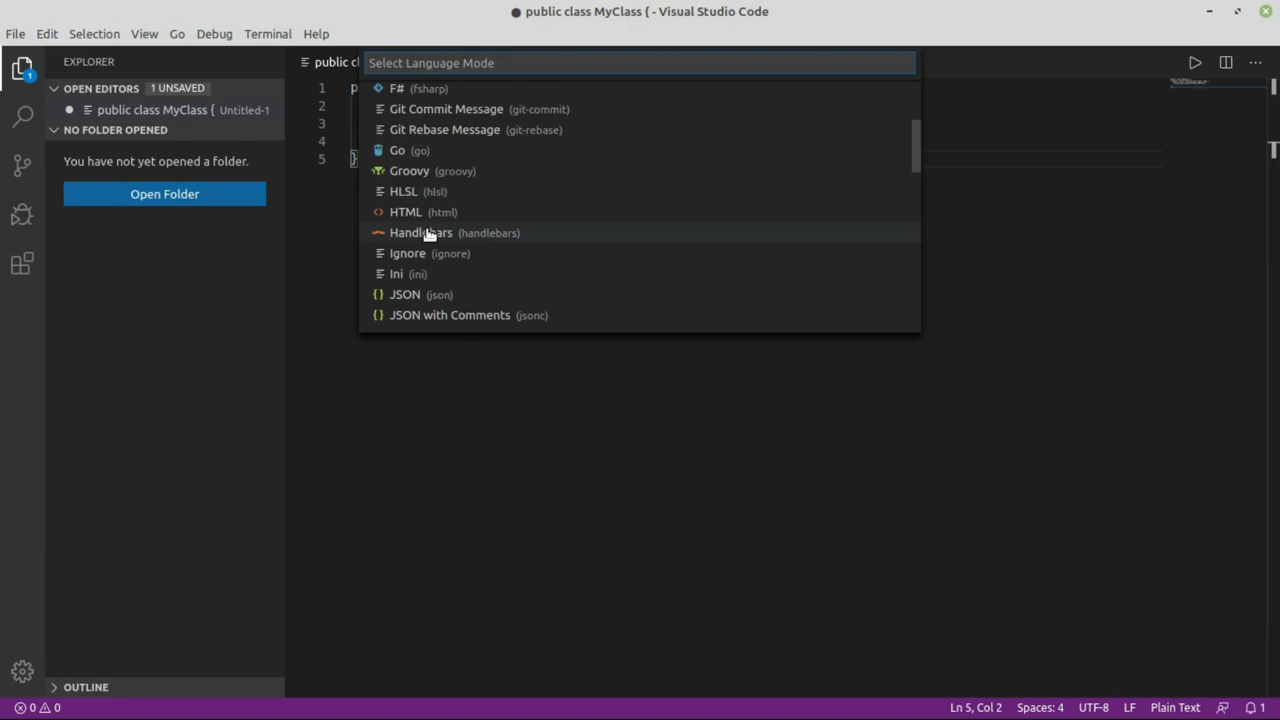 ● public class MyClass { - Visual Studio Code
File Edit Selection View Go Debug Terminal Help
EXPLORER
OPEN EDITORS 1 UNSAVED
● public class MyClass { Untitled-1
NO FOLDER OPENED
You have not yet opened a folder.
Open Folder
OUTLINE
public cl
Select Language Mode
1 p
2
3
4
5 }
F# (fsharp)
Git Commit Message (git-commit)
Git Rebase Message (git-rebase)
Go (go)
Groovy (groovy)
HLSL (hlsl)
HTML (html)
Handlebars (handlebars)
Ignore (ignore)
Ini (ini)
JSON (json)
JSON with Comments (jsonc)
1
0 0 Ln 5, Col 2 Spaces: 4 UTF-8 LF Plain Text 1